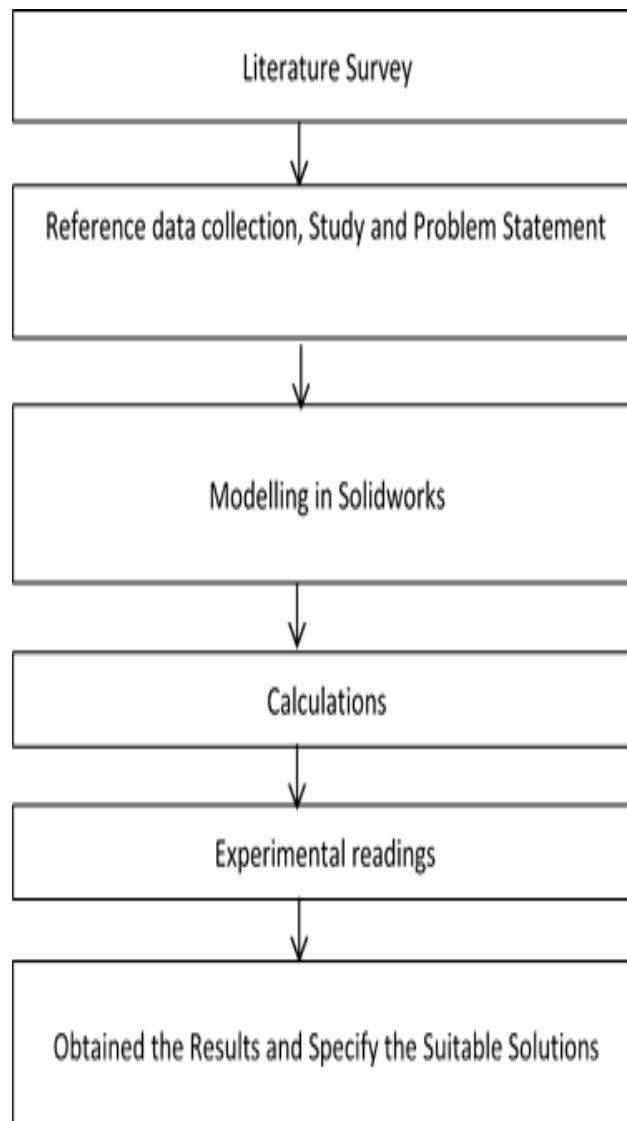 Literature Survey
Reference data collection, Study and Problem Statement
Modelling in Solidworks
Calculations
Experimental readings
Obtained the Results and Specify the Suitable Solutions